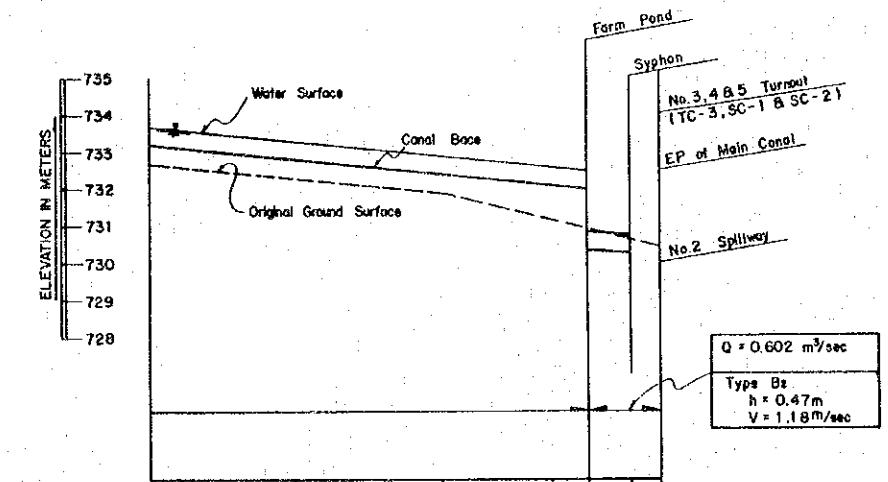 Farm Pond
Syphon
No.3,4 & 5 Turnout
(TC-3, SC-1 & SC-2)
EP of Main Canal
No.2 Spillway
ELEVATION IN METERS
735
734
733
732
731
730
729
728
Water Surface
Canal Bace
Original Ground Surface
Q = 0.602 m³/sec
Type B₂
h = 0.47m
V = 1.18 m/sec